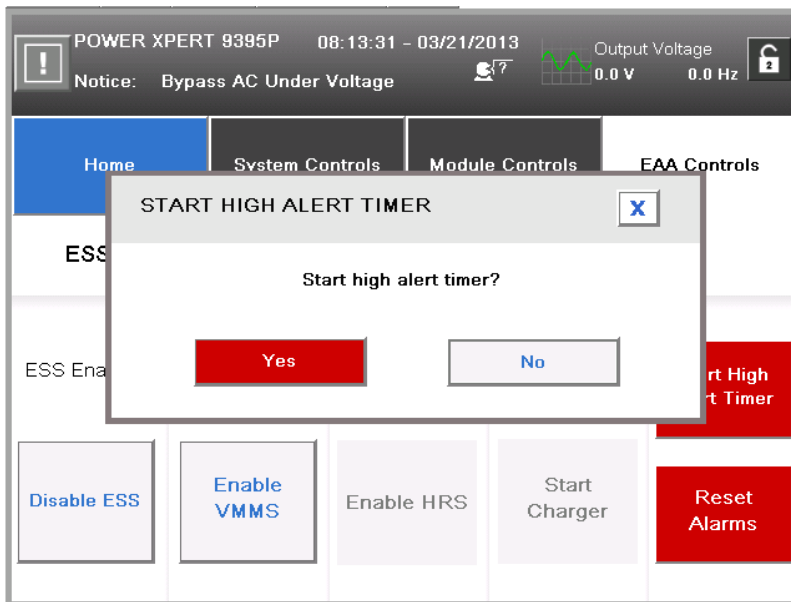 POWER XPERT 9395P 08:13:31 - 03/21/2013
Notice: Bypass AC Under Voltage
?
Output Voltage
0.0 V 0.0 Hz
2
Home System Controls Module Controls EAA Controls
START HIGH ALERT TIMER X
ESS
Start high alert timer?
Yes No
ESS Ena
rt High
rt Timer
Disable ESS
Enable
VMMS
Enable HRS
Start
Charger
Reset
Alarms